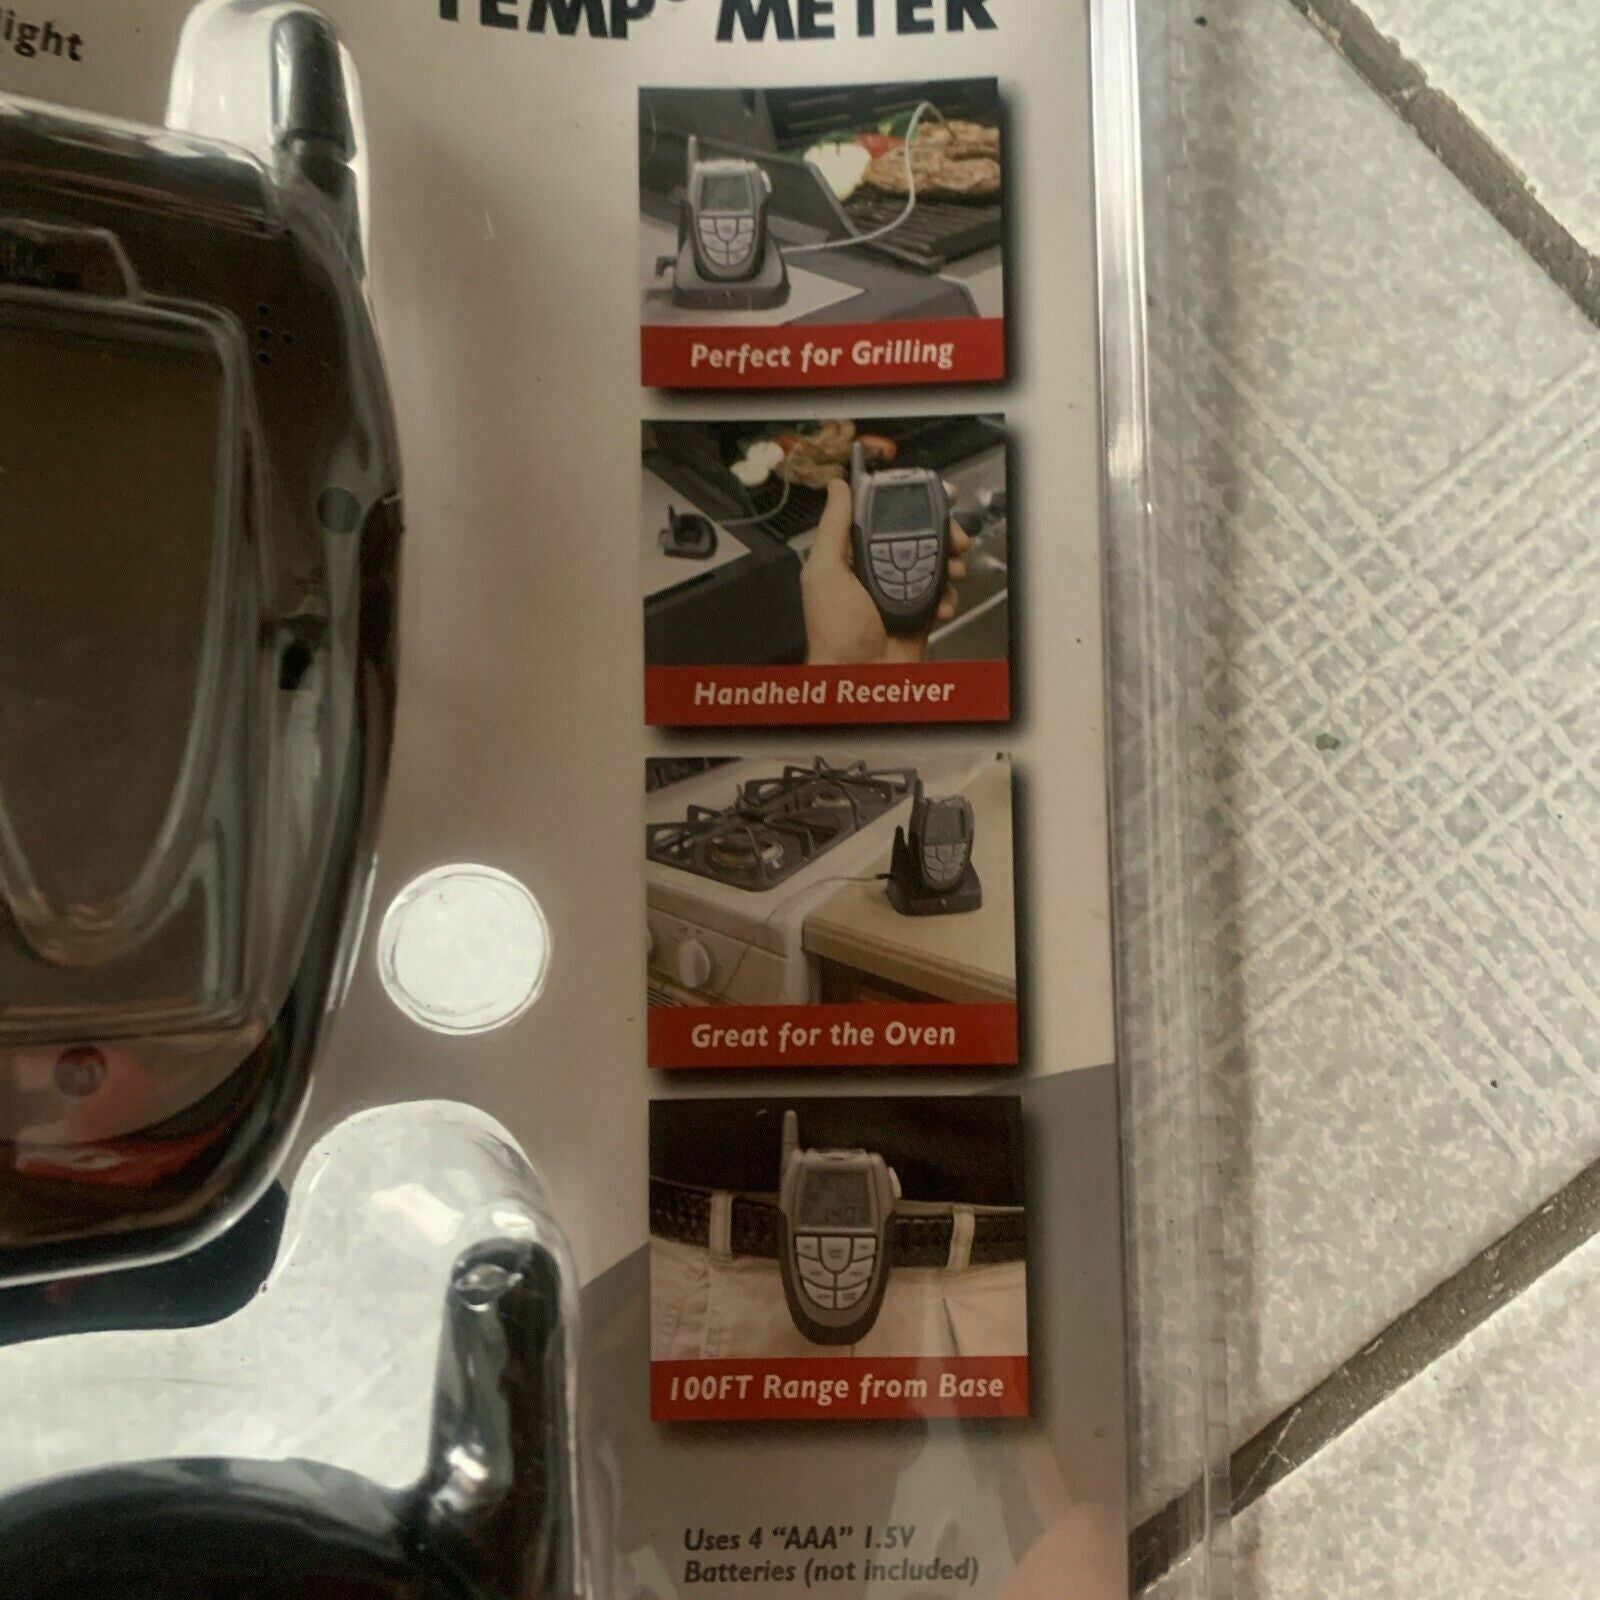 light
TEMP° METER
Perfect for Grilling
Handheld Receiver
Great for the Oven
100FT Range from Base
Uses 4 “AAA” 1.5V
Batteries (not included)